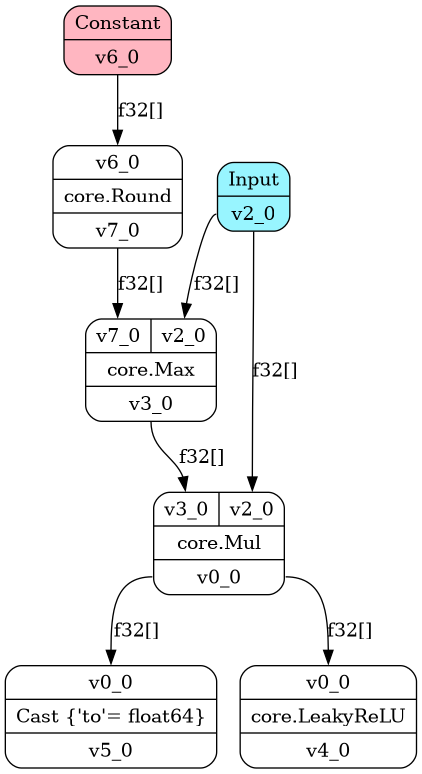 Constant
v6_0
f32[]
v6_0
core.Round
v7_0
Input
v2_0
f32[]
f32[]
v7_0 v2_0
core.Max
v3_0
f32[]
f32[]
v3_0 v2_0
core.Mul
v0_0
f32[]
f32[]
v0_0
Cast {'to'= float64}
v5_0
v0_0
core.LeakyReLU
v4_0